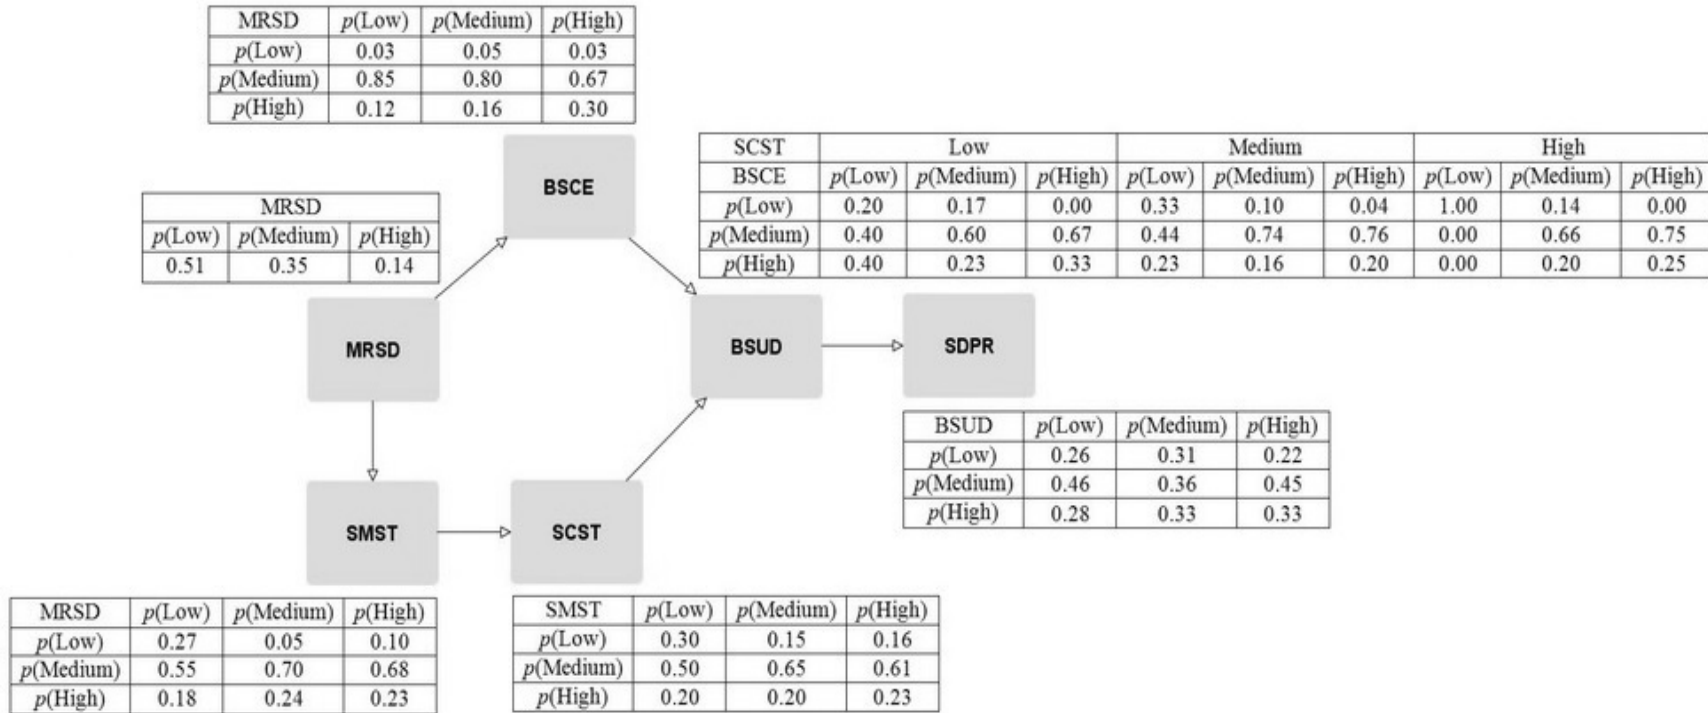 MRSD p(Low) p(Medium) p(High)
p(Low) 0.03 0.05 0.03
p(Medium) 0.85 0.80 0.67
p(High) 0.12 0.16 0.30
BSCE
SCST Low Medium High
BSCE p(Low) p(Medium) p(High) p(Low) p(Medium) p(High) p(Low) p(Medium) p(High)
p(Low) 0.20 0.17 0.00 0.33 0.10 0.04 1.00 0.14 0.00
p(Medium) 0.40 0.60 0.67 0.44 0.74 0.76 0.00 0.66 0.75
p(High) 0.40 0.23 0.33 0.23 0.16 0.20 0.00 0.20 0.25
MRSD
p(Low) p(Medium) p(High)
0.51 0.35 0.14
MRSD
BSUD
SDPR
BSUD p(Low) p(Medium) p(High)
p(Low) 0.26 0.31 0.22
p(Medium) 0.46 0.36 0.45
p(High) 0.28 0.33 0.33
SMST
SCST
MRSD p(Low) p(Medium) p(High)
p(Low) 0.27 0.05 0.10
p(Medium) 0.55 0.70 0.68
p(High) 0.18 0.24 0.23
SMST p(Low) p(Medium) p(High)
p(Low) 0.30 0.15 0.16
p(Medium) 0.50 0.65 0.61
p(High) 0.20 0.20 0.23